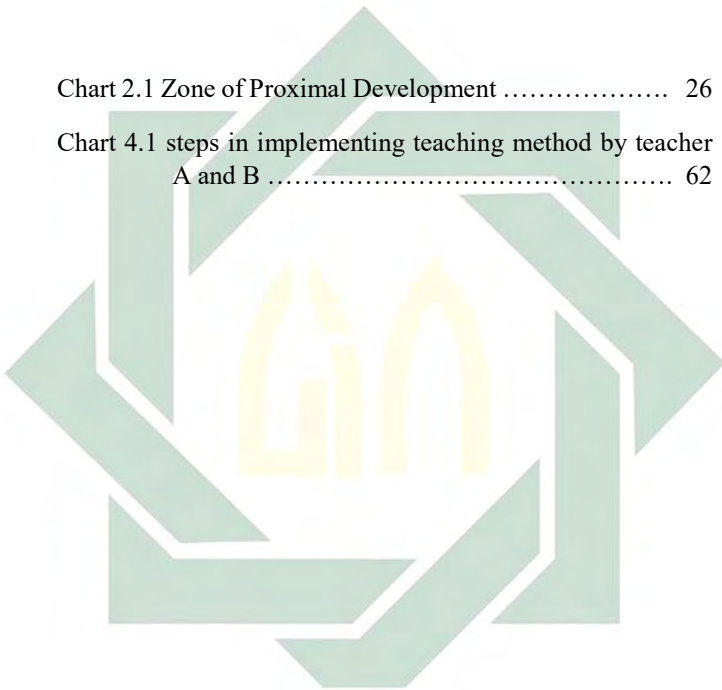 Chart 2.1 Zone of Proximal Development ………………. 26
Chart 4.1 steps in implementing teaching method by teacher
A and B ………………………………………. 62